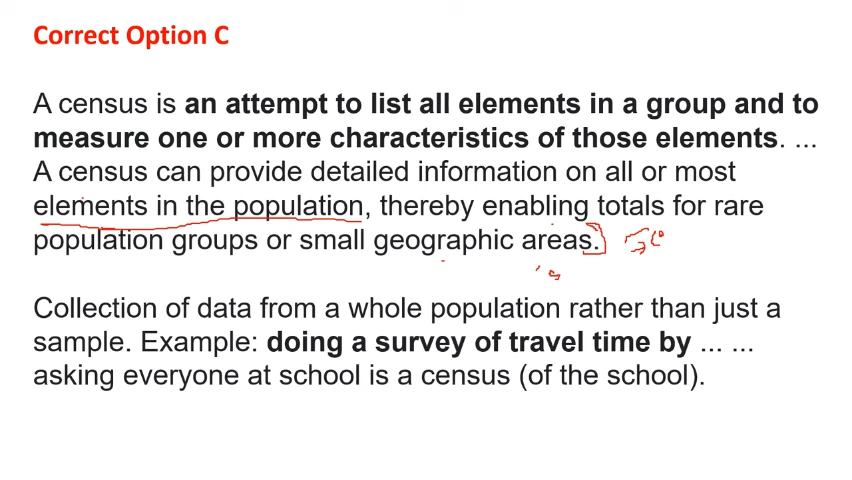 Correct Option C
A census is an attempt to list all elements in a group and to
measure one or more characteristics of those elements. ...
A census can provide detailed information on all or most
elements in the population, thereby enabling totals for rare
population groups or small geographic areas.
Collection of data from a whole population rather than just a
sample. Example: doing a survey of travel time by ... ...
asking everyone at school is a census (of the school).